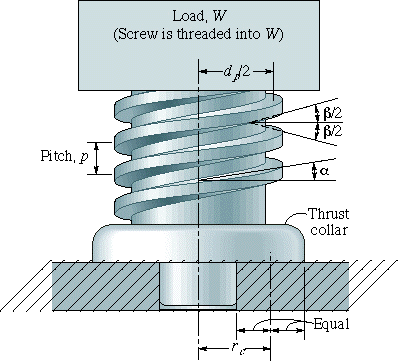 Load, W
(Screw is threaded into W)
dp/2
β/2
β/2
Pitch, p
α
Thrust
collar
Equal
rc